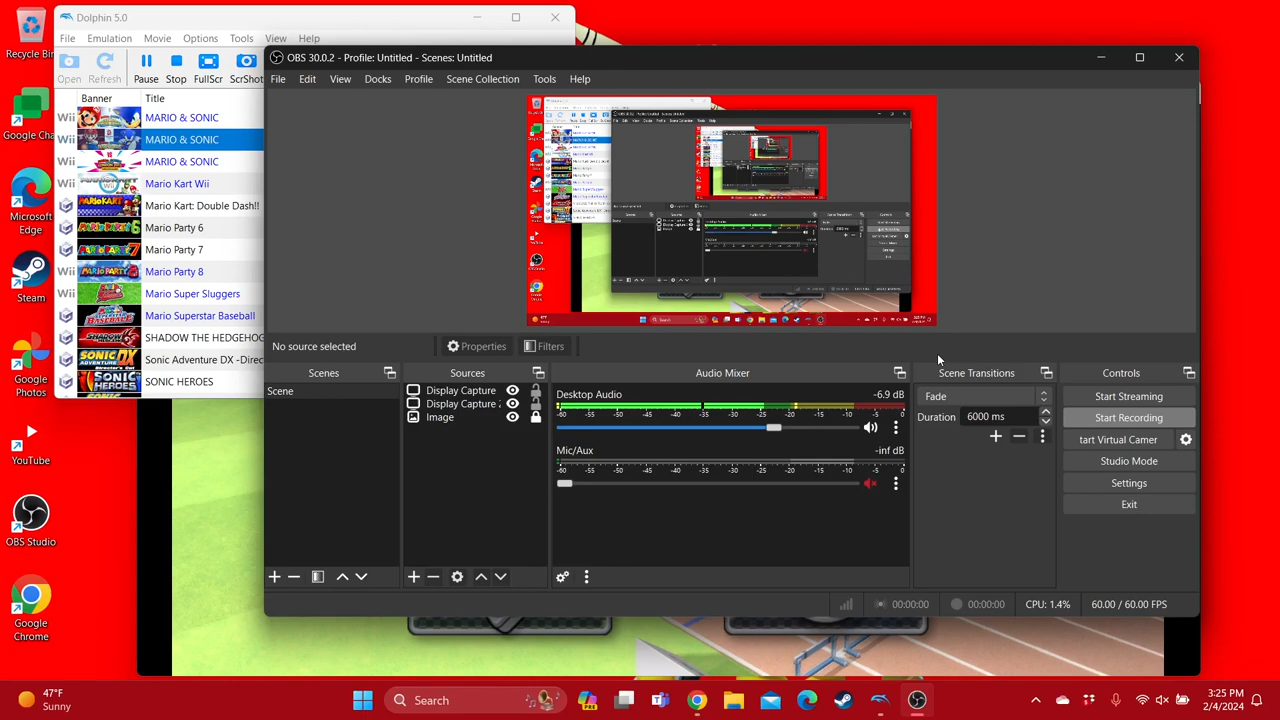 Recycle Bin
Google Cha
Microsoft
Edge
Steam
Google
Photos
YouTube
OBS Studio
Google
Chrome
Dolphin 5.0
File Emulation Movie Options Tools View Help
Open Refresh Pause Stop FullScr ScrShot
Banner Title
Wii MARIO & SONIC
Wii MARIO & SONIC
Wii MARIO & SONIC
Wii Mario Kart Wii
Mario Kart: Double Dash!!
Mario Party 6
Mario Party 7
Wii Mario Party 8
Wii Mario Super Sluggers
Mario Superstar Baseball
SHADOW THE HEDGEHOG
Sonic Adventure DX -Direc
SONIC HEROES
OBS 30.0.2 - Profile: Untitled - Scenes: Untitled
File Edit View Docks Profile Scene Collection Tools Help
No source selected
Properties
Filters
Scenes
Scene
Sources
Display Capture
Display Capture 2
Image
Audio Mixer
Desktop Audio -6.9 dB
-60 -55 -50 -45 -40 -35 -30 -25 -20 -15 -10 -5 0
Mic/Aux -inf dB
-60 -55 -50 -45 -40 -35 -30 -25 -20 -15 -10 -5 0
Scene Transitions
Fade
Duration 6000 ms
Controls
Start Streaming
Start Recording
tart Virtual Camer
Studio Mode
Settings
Exit
00:00:00
00:00:00
CPU: 1.4%
60.00 / 60.00 FPS
47°F
Sunny
Search
PRE
3:25 PM
2/4/2024